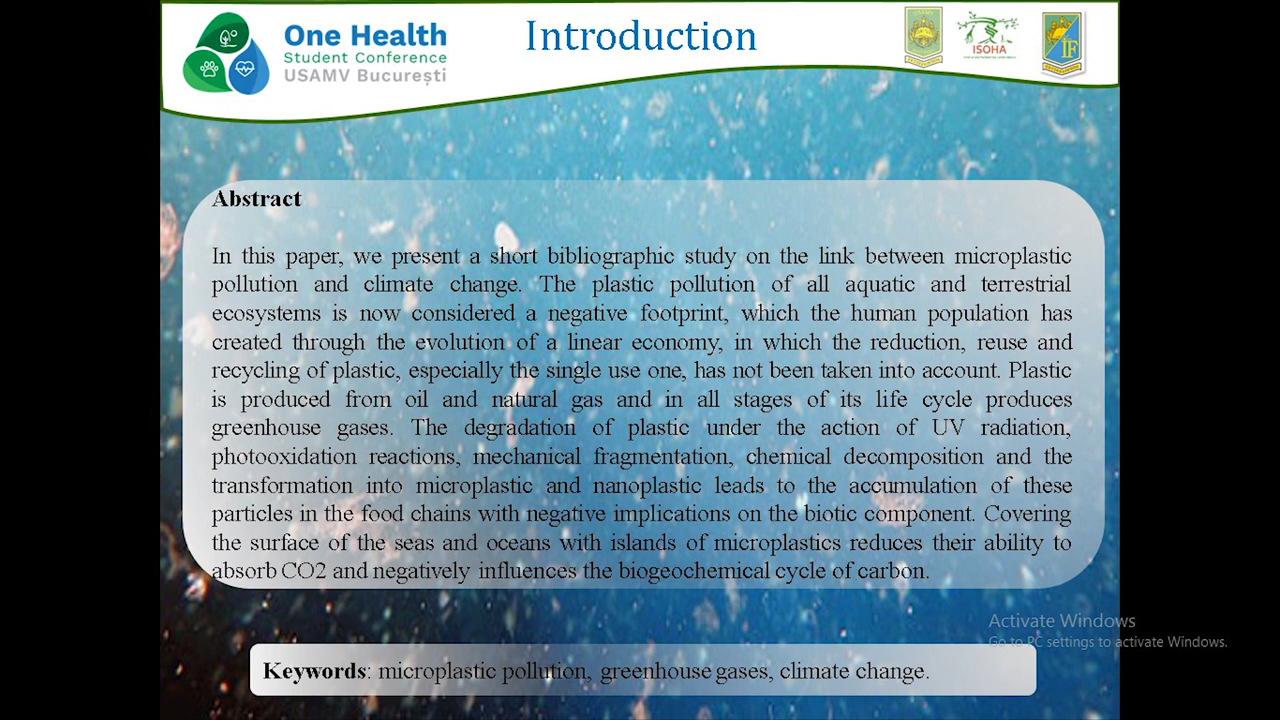 One Health
Student Conference
USAMV București
Introduction
ISOHA
IF
Abstract
In this paper, we present a short bibliographic study on the link between microplastic
pollution and climate change. The plastic pollution of all aquatic and terrestrial
ecosystems is now considered a negative footprint, which the human population has
created through the evolution of a linear economy, in which the reduction, reuse and
recycling of plastic, especially the single use one, has not been taken into account. Plastic
is produced from oil and natural gas and in all stages of its life cycle produces
greenhouse gases. The degradation of plastic under the action of UV radiation,
photooxidation reactions, mechanical fragmentation, chemical decomposition and the
transformation into microplastic and nanoplastic leads to the accumulation of these
particles in the food chains with negative implications on the biotic component. Covering
the surface of the seas and oceans with islands of microplastics reduces their ability to
absorb CO2 and negatively influences the biogeochemical cycle of carbon.
Activate Windows
Go to PC settings to activate Windows.
Keywords: microplastic pollution, greenhouse gases, climate change.